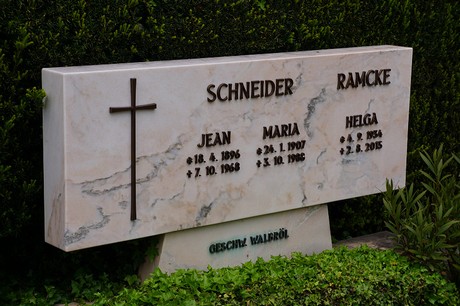 SCHNEIDER RAMCKE
JEAN MARIA HELGA
* 18. 4. 1896 * 24. 1. 1907 * 4. 9. 1934
+ 7. 10. 1968 + 3. 10. 1986 + 2. 8. 2015
GESCHW. WALBRÖL